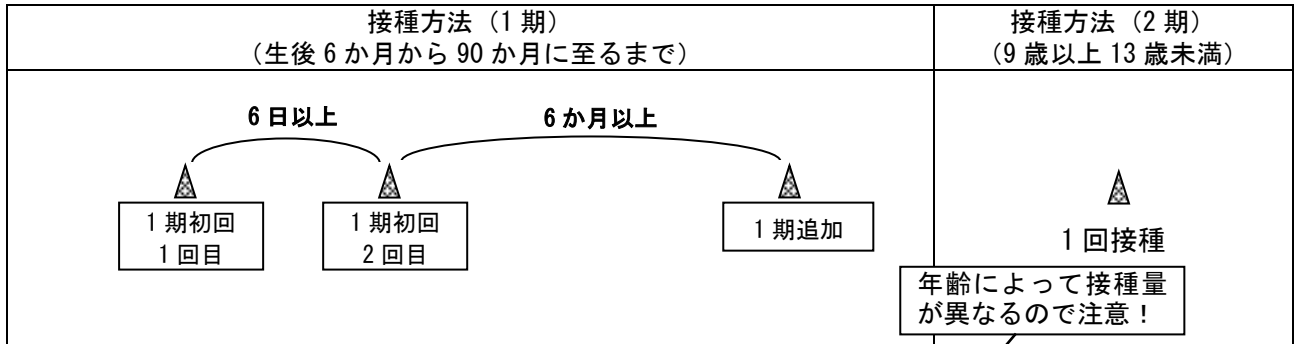 接種方法（1期）
（生後6か月から90か月に至るまで）
接種方法（2期）
（9歳以上13歳未満）
6日以上
6か月以上
1期初回
1回目
1期初回
2回目
1期追加
1回接種
年齢によって接種量
が異なるので注意！